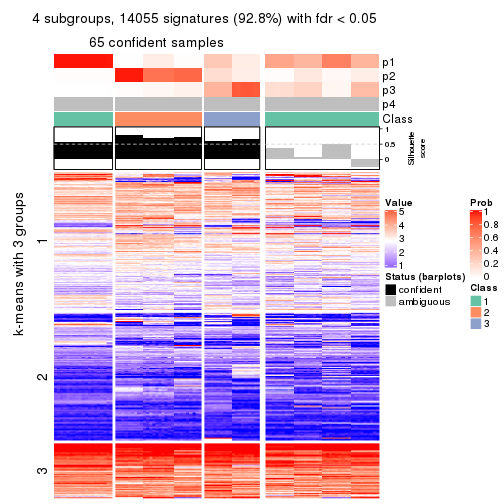 4 subgroups, 14055 signatures (92.8%) with fdr < 0.05
65 confident samples
p1
p2
p3
p4
Class
1
0.5
0
Silhouette
score
k-means with 3 groups
1
2
3
Value
5
4
3
2
1
Status (barplots)
confident
ambiguous
Prob
1
0.8
0.6
0.4
0.2
0
Class
1
2
3